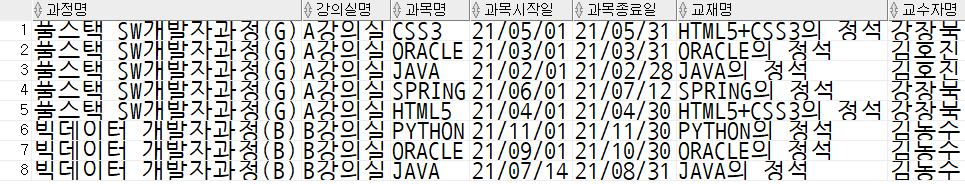 과정명 강의실명 과목명 과목시작일 과목종료일 교재명 교수자명
1 풀스택 SW개발자과정(G) A강의실 CSS3 21/05/01 21/05/31 HTML5+CSS3의 정석 강장묵
2 풀스택 SW개발자과정(G) A강의실 ORACLE 21/03/01 21/03/31 ORACLE의 정석 김호진
3 풀스택 SW개발자과정(G) A강의실 JAVA 21/02/01 21/02/28 JAVA의 정석 김호진
4 풀스택 SW개발자과정(G) A강의실 SPRING 21/06/01 21/07/12 SPRING의 정석 강장묵
5 풀스택 SW개발자과정(G) A강의실 HTML5 21/04/01 21/04/30 HTML5+CSS3의 정석 강장묵
6 빅데이터 개발자과정(B) B강의실 PYTHON 21/11/01 21/11/30 PYTHON의 정석 김농수
7 빅데이터 개발자과정(B) B강의실 ORACLE 21/09/01 21/10/30 ORACLE의 정석 김농수
8 빅데이터 개발자과정(B) B강의실 JAVA 21/07/14 21/08/31 JAVA의 정석 김농수